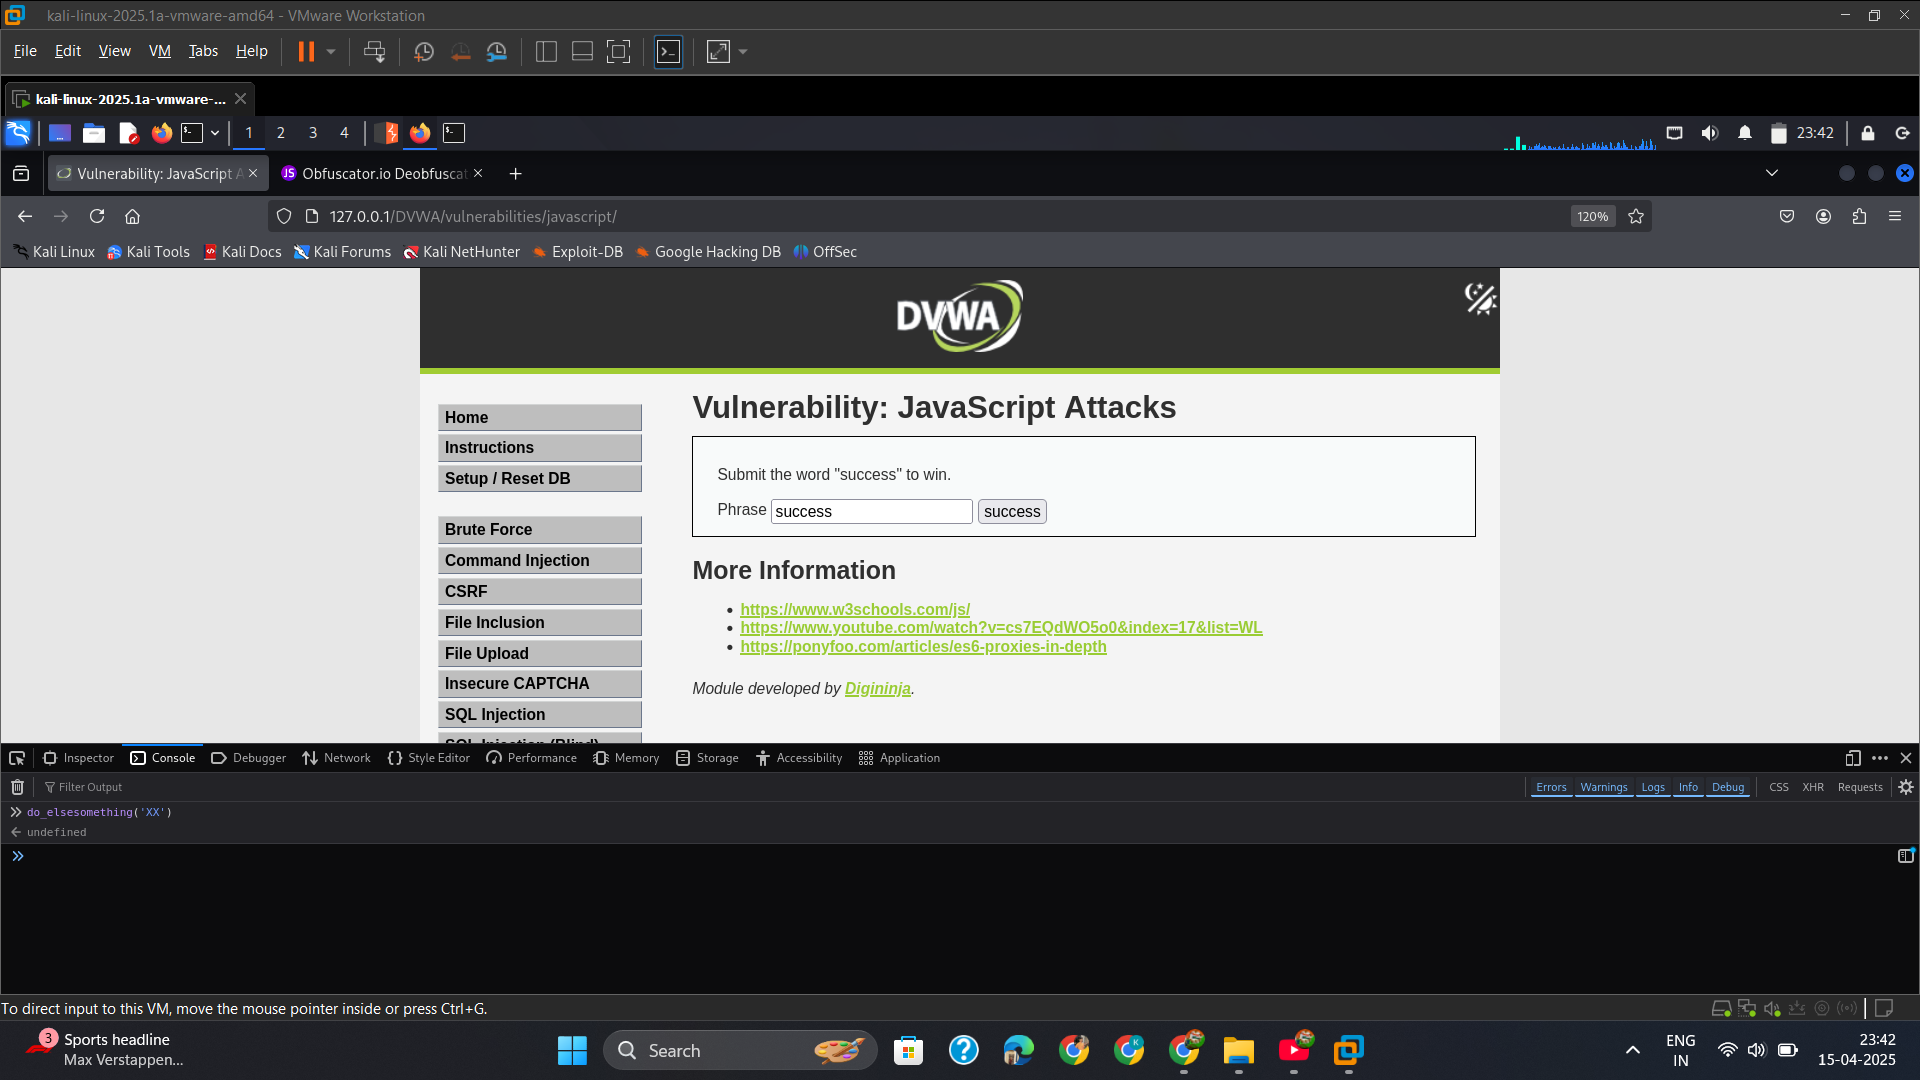 kali-linux-2025.1a-vmware-amd64 - VMware Workstation
File Edit View VM Tabs Help
kali-linux-2025.1a-vmware-...
1 2 3 4 23:42
Vulnerability: JavaScript A
JS Obfuscator.io Deobfuscat
127.0.0.1/DVWA/vulnerabilities/javascript/ 120%
Kali Linux Kali Tools Kali Docs Kali Forums Kali NetHunter Exploit-DB Google Hacking DB OffSec
DVWA
Home
Instructions
Setup / Reset DB
Brute Force
Command Injection
CSRF
File Inclusion
File Upload
Insecure CAPTCHA
SQL Injection
SQL Injection (Blind)
Vulnerability: JavaScript Attacks
Submit the word "success" to win.
Phrase success success
More Information
https://www.w3schools.com/js/
https://www.youtube.com/watch?v=cs7EQdWO5o0&index=17&list=WL
https://ponyfoo.com/articles/es6-proxies-in-depth
Module developed by Digininja.
Inspector Console Debugger Network Style Editor Performance Memory Storage Accessibility Application
Filter Output Errors Warnings Logs Info Debug CSS XHR Requests
do_elsesomething('XX')
undefined
To direct input to this VM, move the mouse pointer inside or press Ctrl+G.
3 Sports headline
Max Verstappen...
Search
K
ENG
IN
23:42
15-04-2025